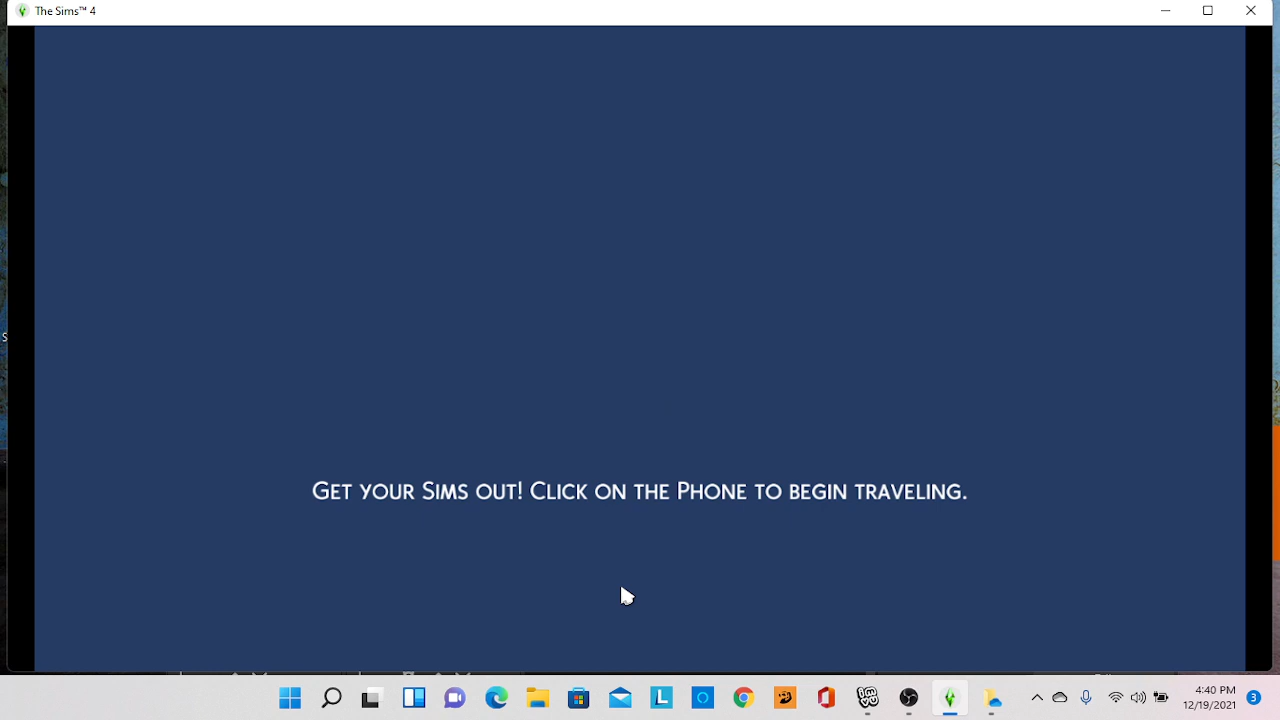 The Sims™ 4
S
Get your Sims out! Click on the Phone to begin traveling.
L
4:40 PM
12/19/2021
3